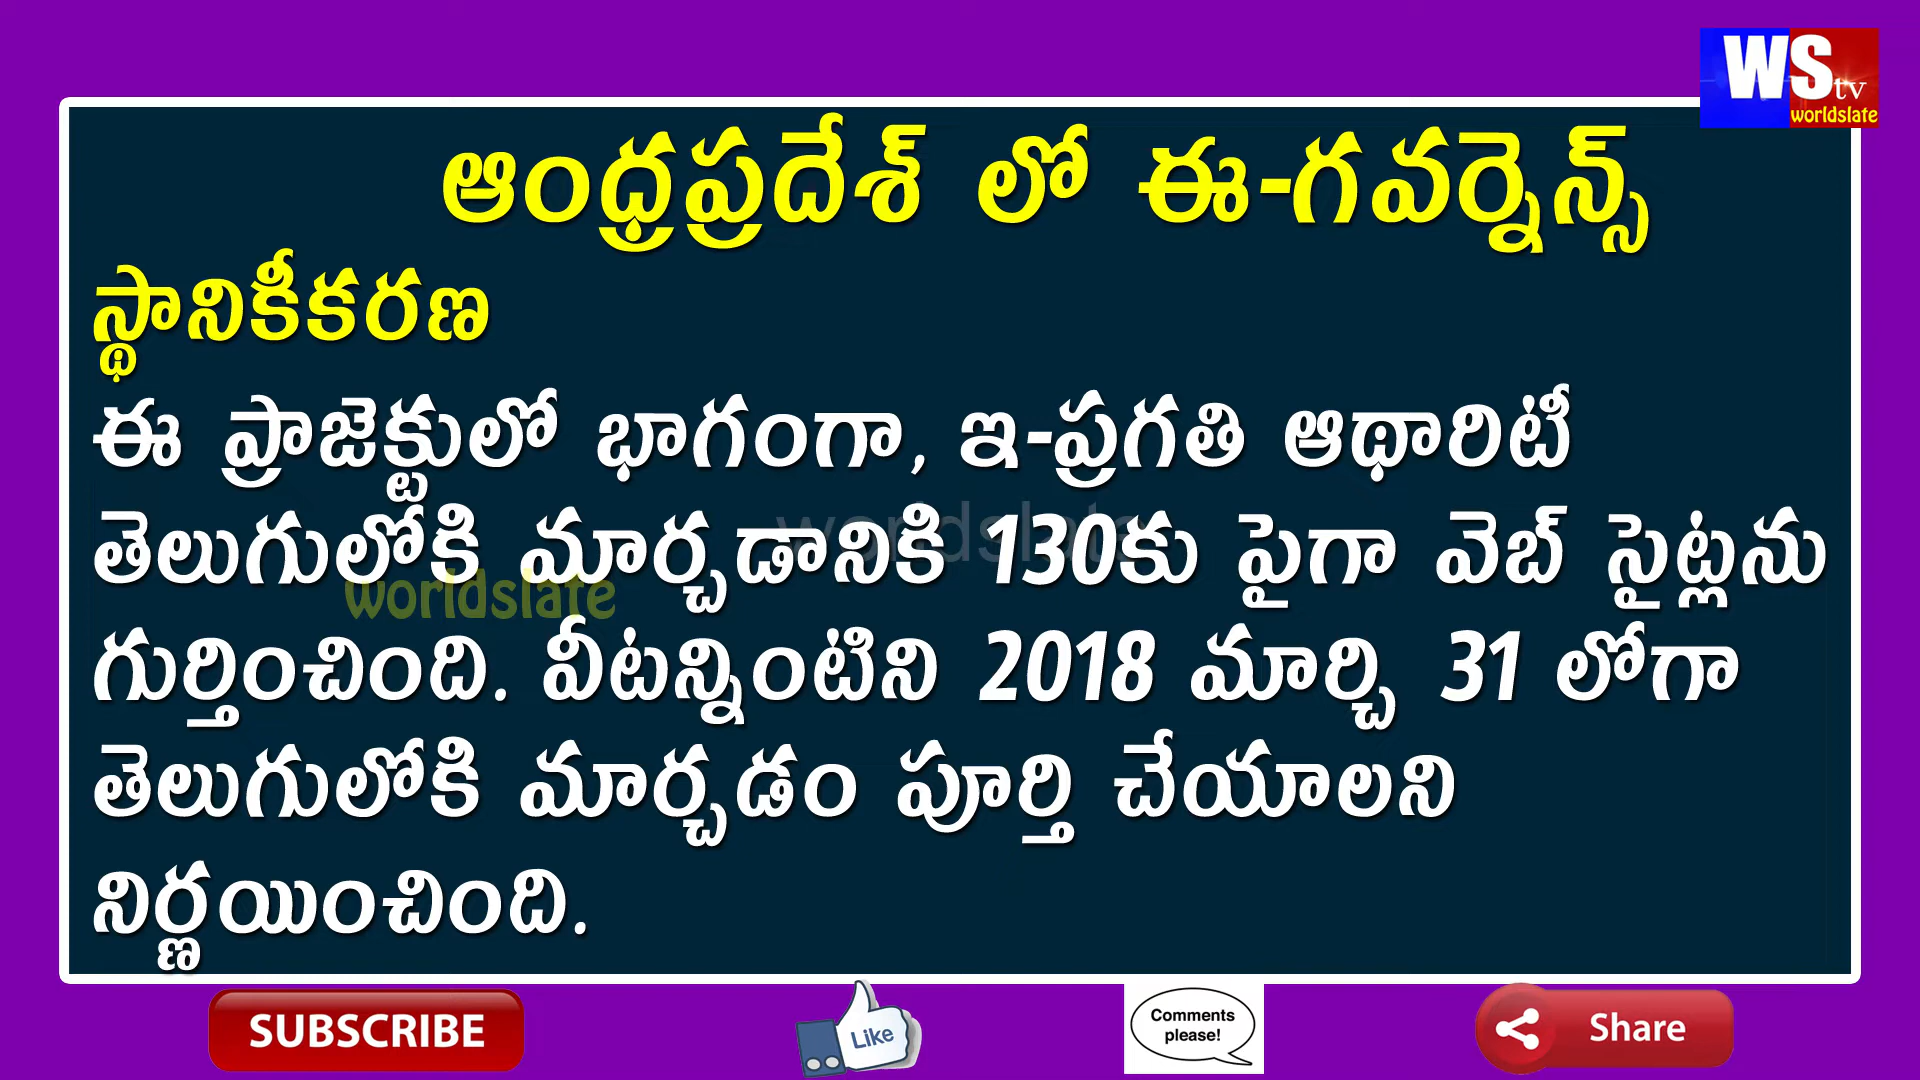 WS tv
worldslate
ఆంధ్రప్రదేశ్ లో ఈ-గవర్నెన్స్
స్థానికీకరణ
ఈ ప్రాజెక్టులో భాగంగా, ఇ-ప్రగతి ఆథారిటీ
తెలుగులోకి మార్చడానికి 130కు పైగా వెబ్ సైట్లను
worldslate
worldslate
గుర్తించింది. వీటన్నింటిని 2018 మార్చి 31 లోగా
తెలుగులోకి మార్చడం పూర్తి చేయాలని
నిర్ణయించింది.
SUBSCRIBE
Like
Comments
please!
Share